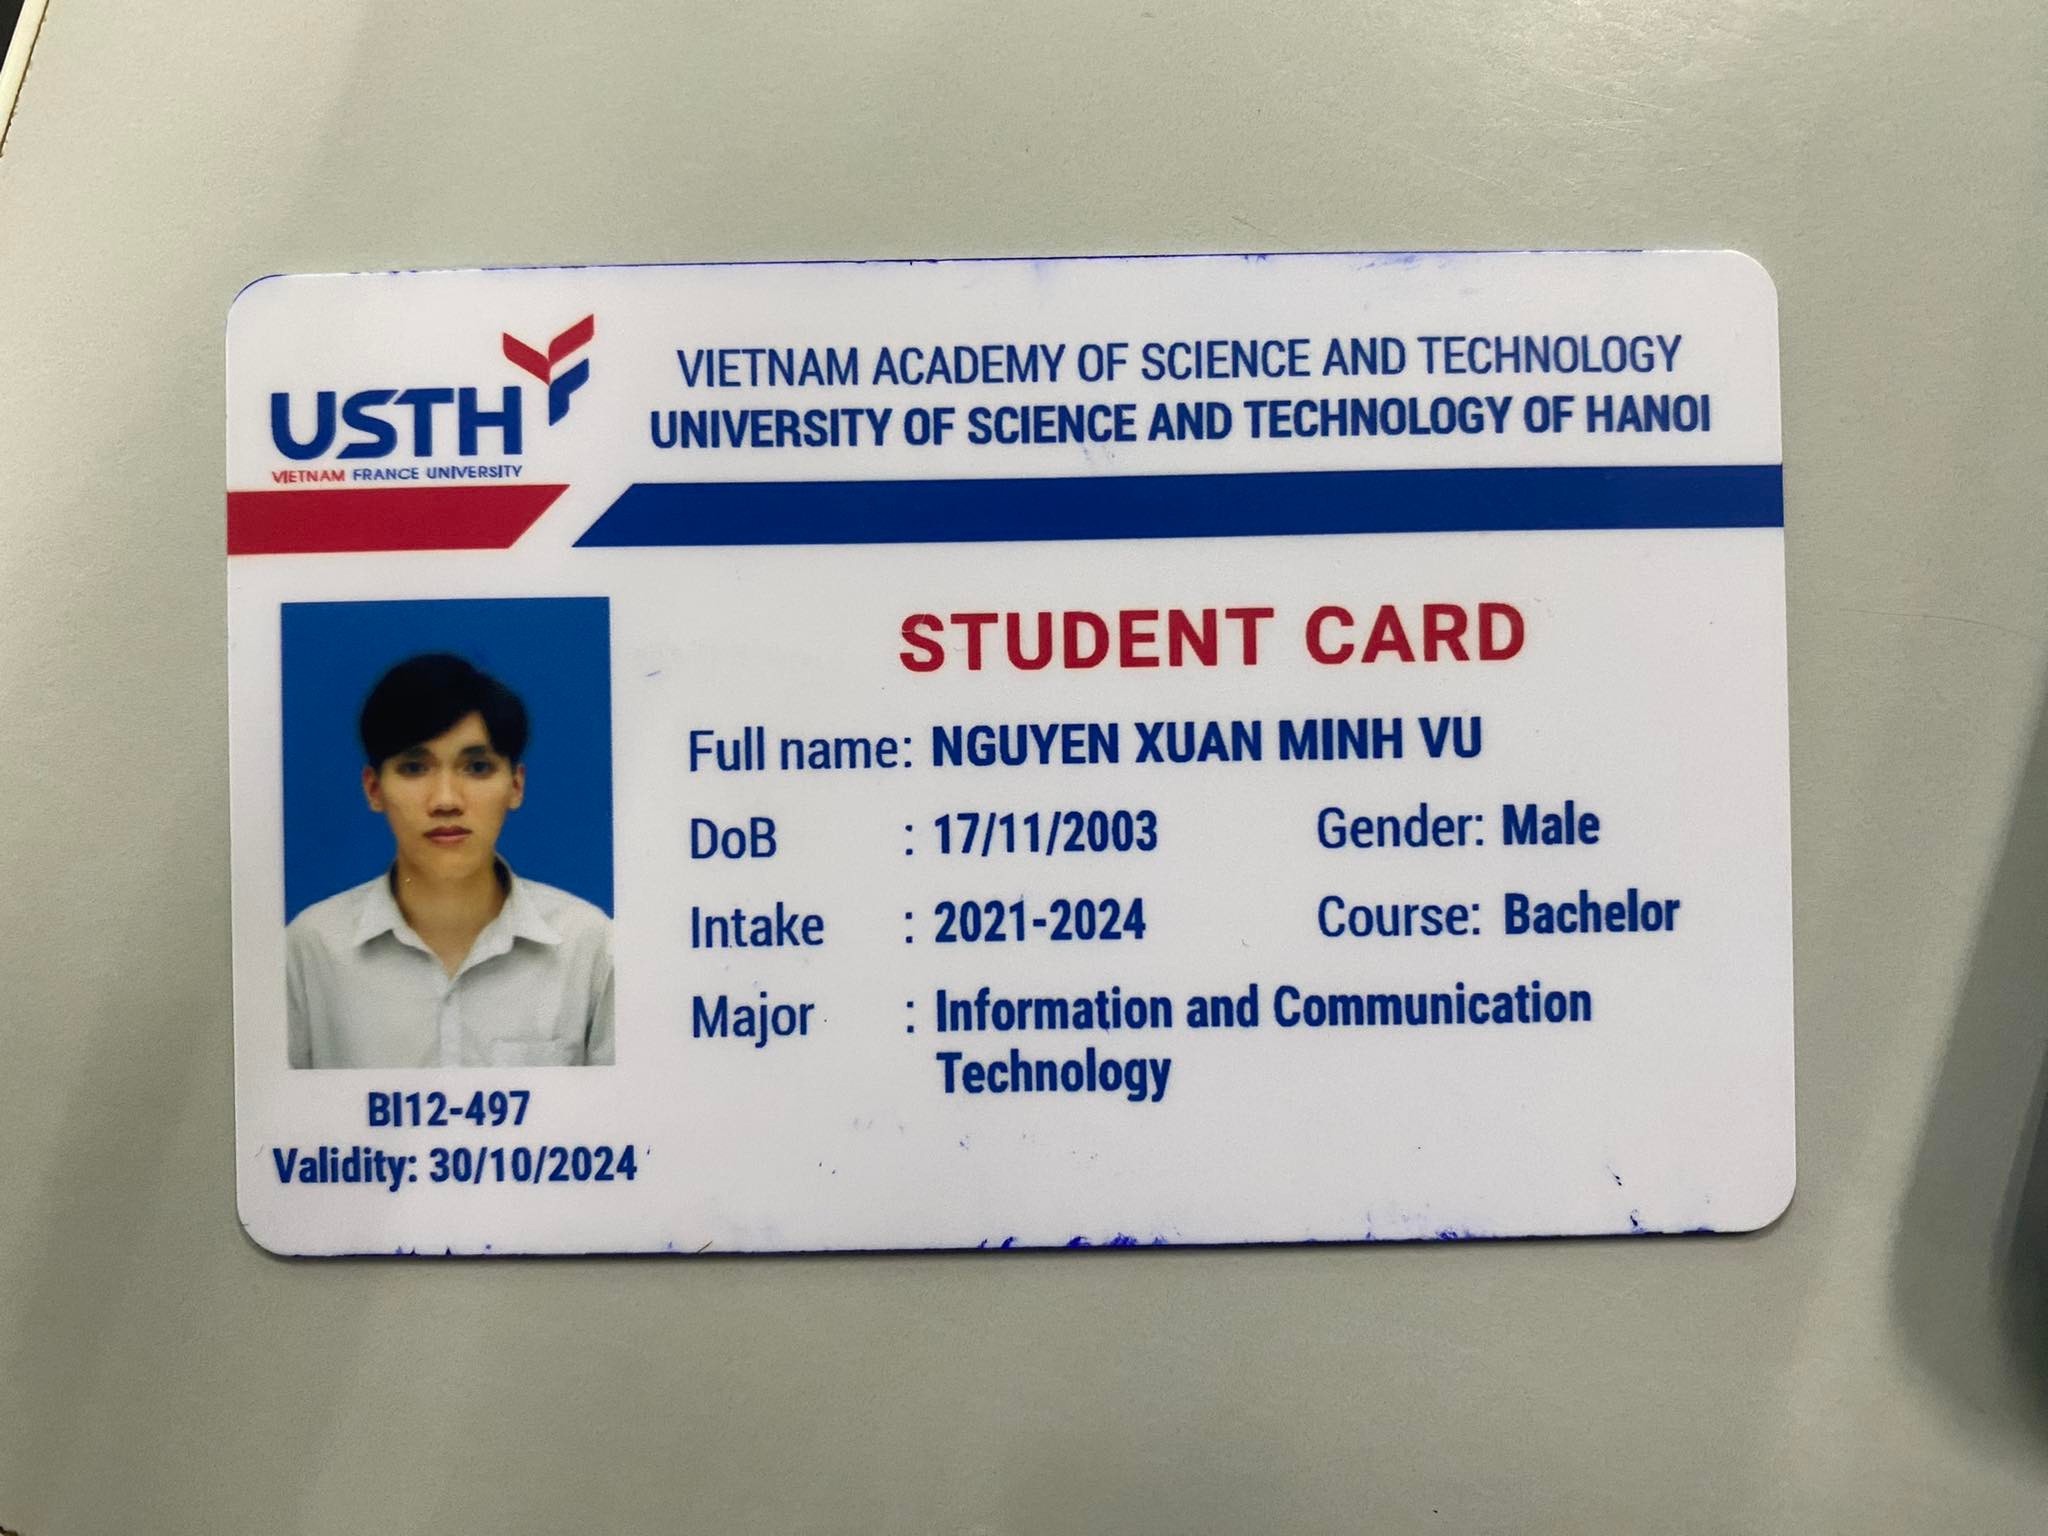 USTH
VIETNAM FRANCE UNIVERSITY
VIETNAM ACADEMY OF SCIENCE AND TECHNOLOGY
UNIVERSITY OF SCIENCE AND TECHNOLOGY OF HANOI
STUDENT CARD
Full name: NGUYEN XUAN MINH VU
DoB : 17/11/2003 Gender: Male
Intake : 2021-2024 Course: Bachelor
Major : Information and Communication
Technology
BI12-497
Validity: 30/10/2024